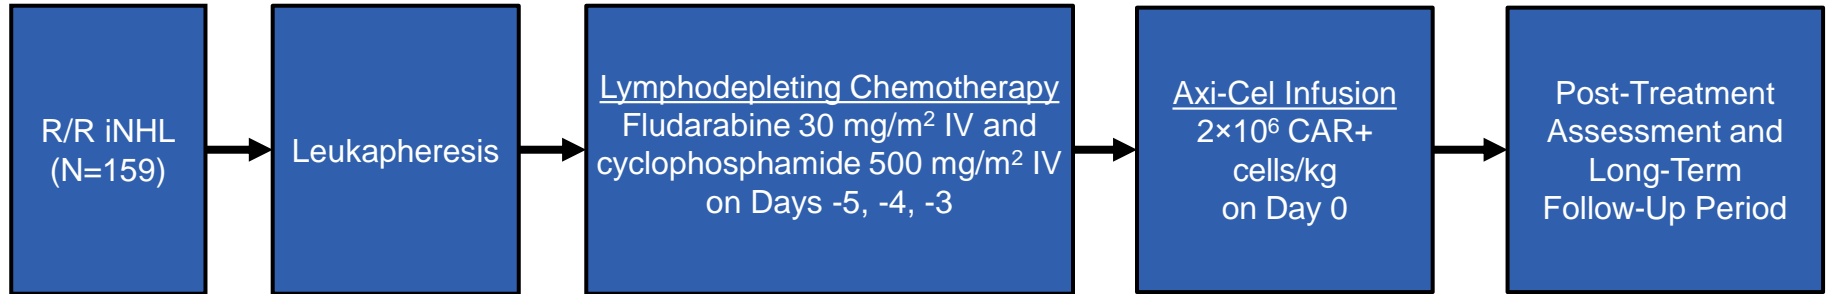 R/R iNHL
(N=159)
Leukapheresis
Lymphodepleting Chemotherapy
Fludarabine 30 mg/m² IV and
cyclophosphamide 500 mg/m² IV
on Days -5, -4, -3
Axi-Cel Infusion
2×10⁶ CAR+
cells/kg
on Day 0
Post-Treatment
Assessment and
Long-Term
Follow-Up Period